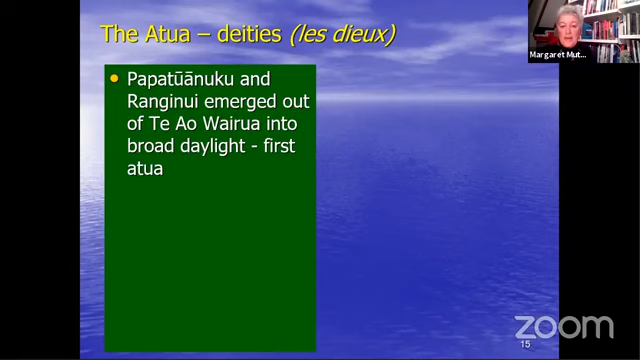 The Atua – deities (les dieux)
Margaret Mut...
Papatūānuku and
Ranginui emerged out
of Te Ao Wairua into
broad daylight - first
atua
zoom
15